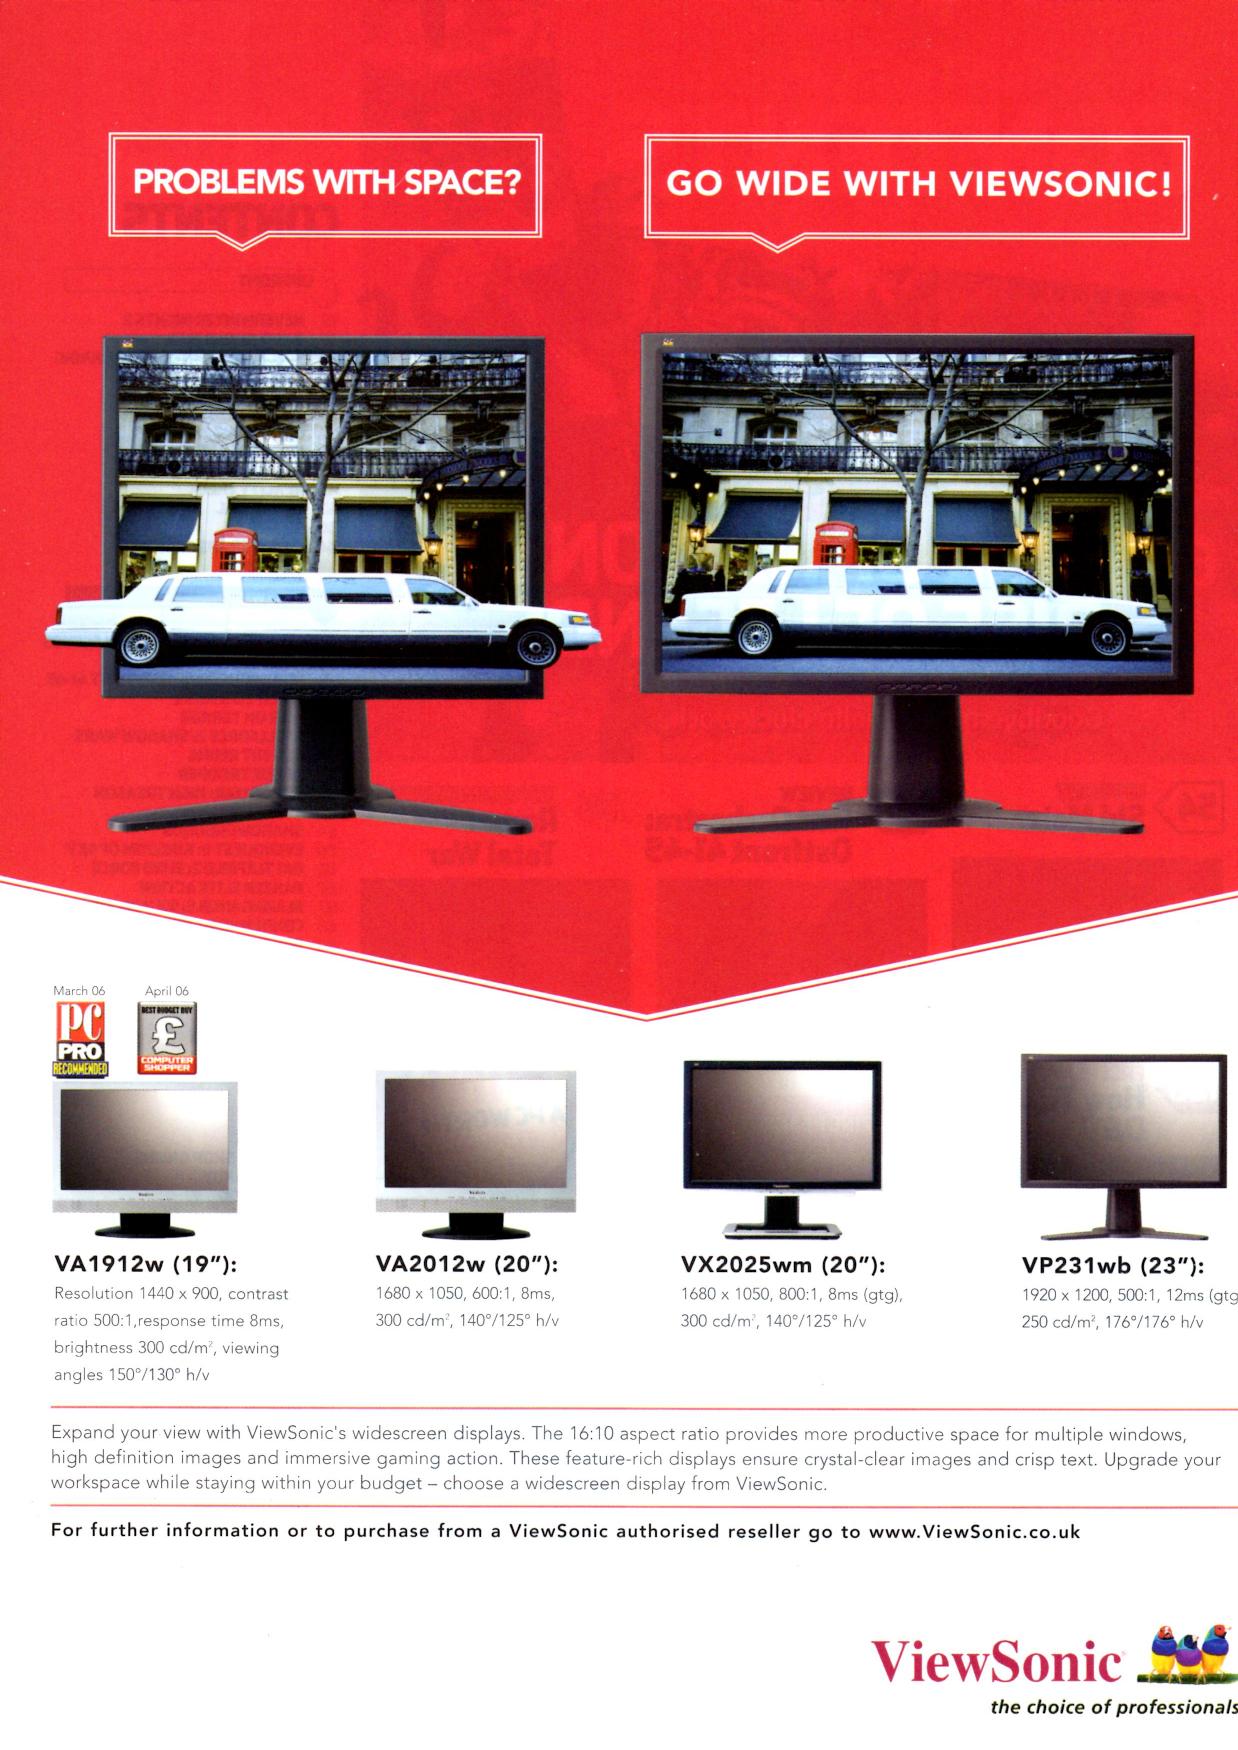 PROBLEMS WITH SPACE?
GO WIDE WITH VIEWSONIC!
March 06
April 06
PC
PRO
RECOMMENDED
BEST BUDGET BUY
£
COMPUTER
SHOPPER
VA1912w (19"):
Resolution 1440 x 900, contrast
ratio 500:1,response time 8ms,
brightness 300 cd/m², viewing
angles 150°/130° h/v
VA2012w (20"):
1680 x 1050, 600:1, 8ms,
300 cd/m², 140°/125° h/v
VX2025wm (20"):
1680 x 1050, 800:1, 8ms (gtg),
300 cd/m², 140°/125° h/v
VP231wb (23"):
1920 x 1200, 500:1, 12ms (gtg
250 cd/m², 176°/176° h/v
Expand your view with ViewSonic's widescreen displays. The 16:10 aspect ratio provides more productive space for multiple windows,
high definition images and immersive gaming action. These feature-rich displays ensure crystal-clear images and crisp text. Upgrade your
workspace while staying within your budget – choose a widescreen display from ViewSonic.
For further information or to purchase from a ViewSonic authorised reseller go to www.ViewSonic.co.uk
ViewSonic
the choice of professionals